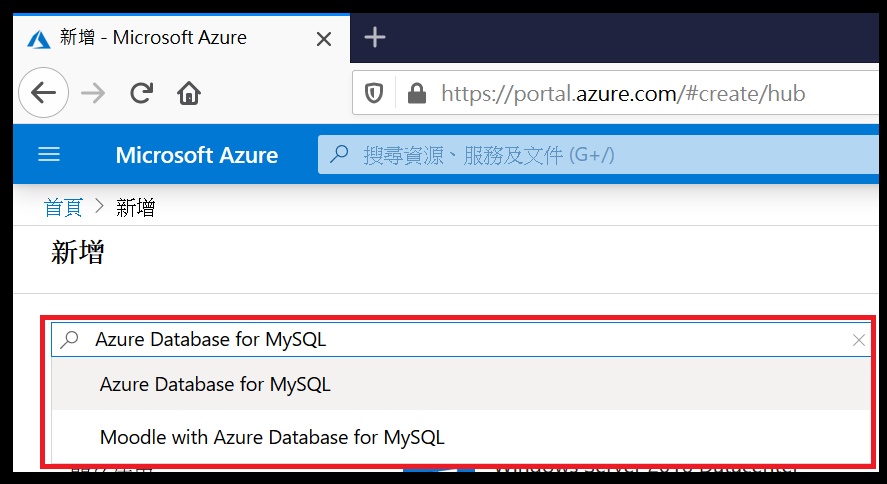 新增 - Microsoft Azure
https://portal.azure.com/#create/hub
Microsoft Azure
搜尋資源、服務及文件 (G+/)
首頁 > 新增
新增
Azure Database for MySQL
Azure Database for MySQL
Moodle with Azure Database for MySQL